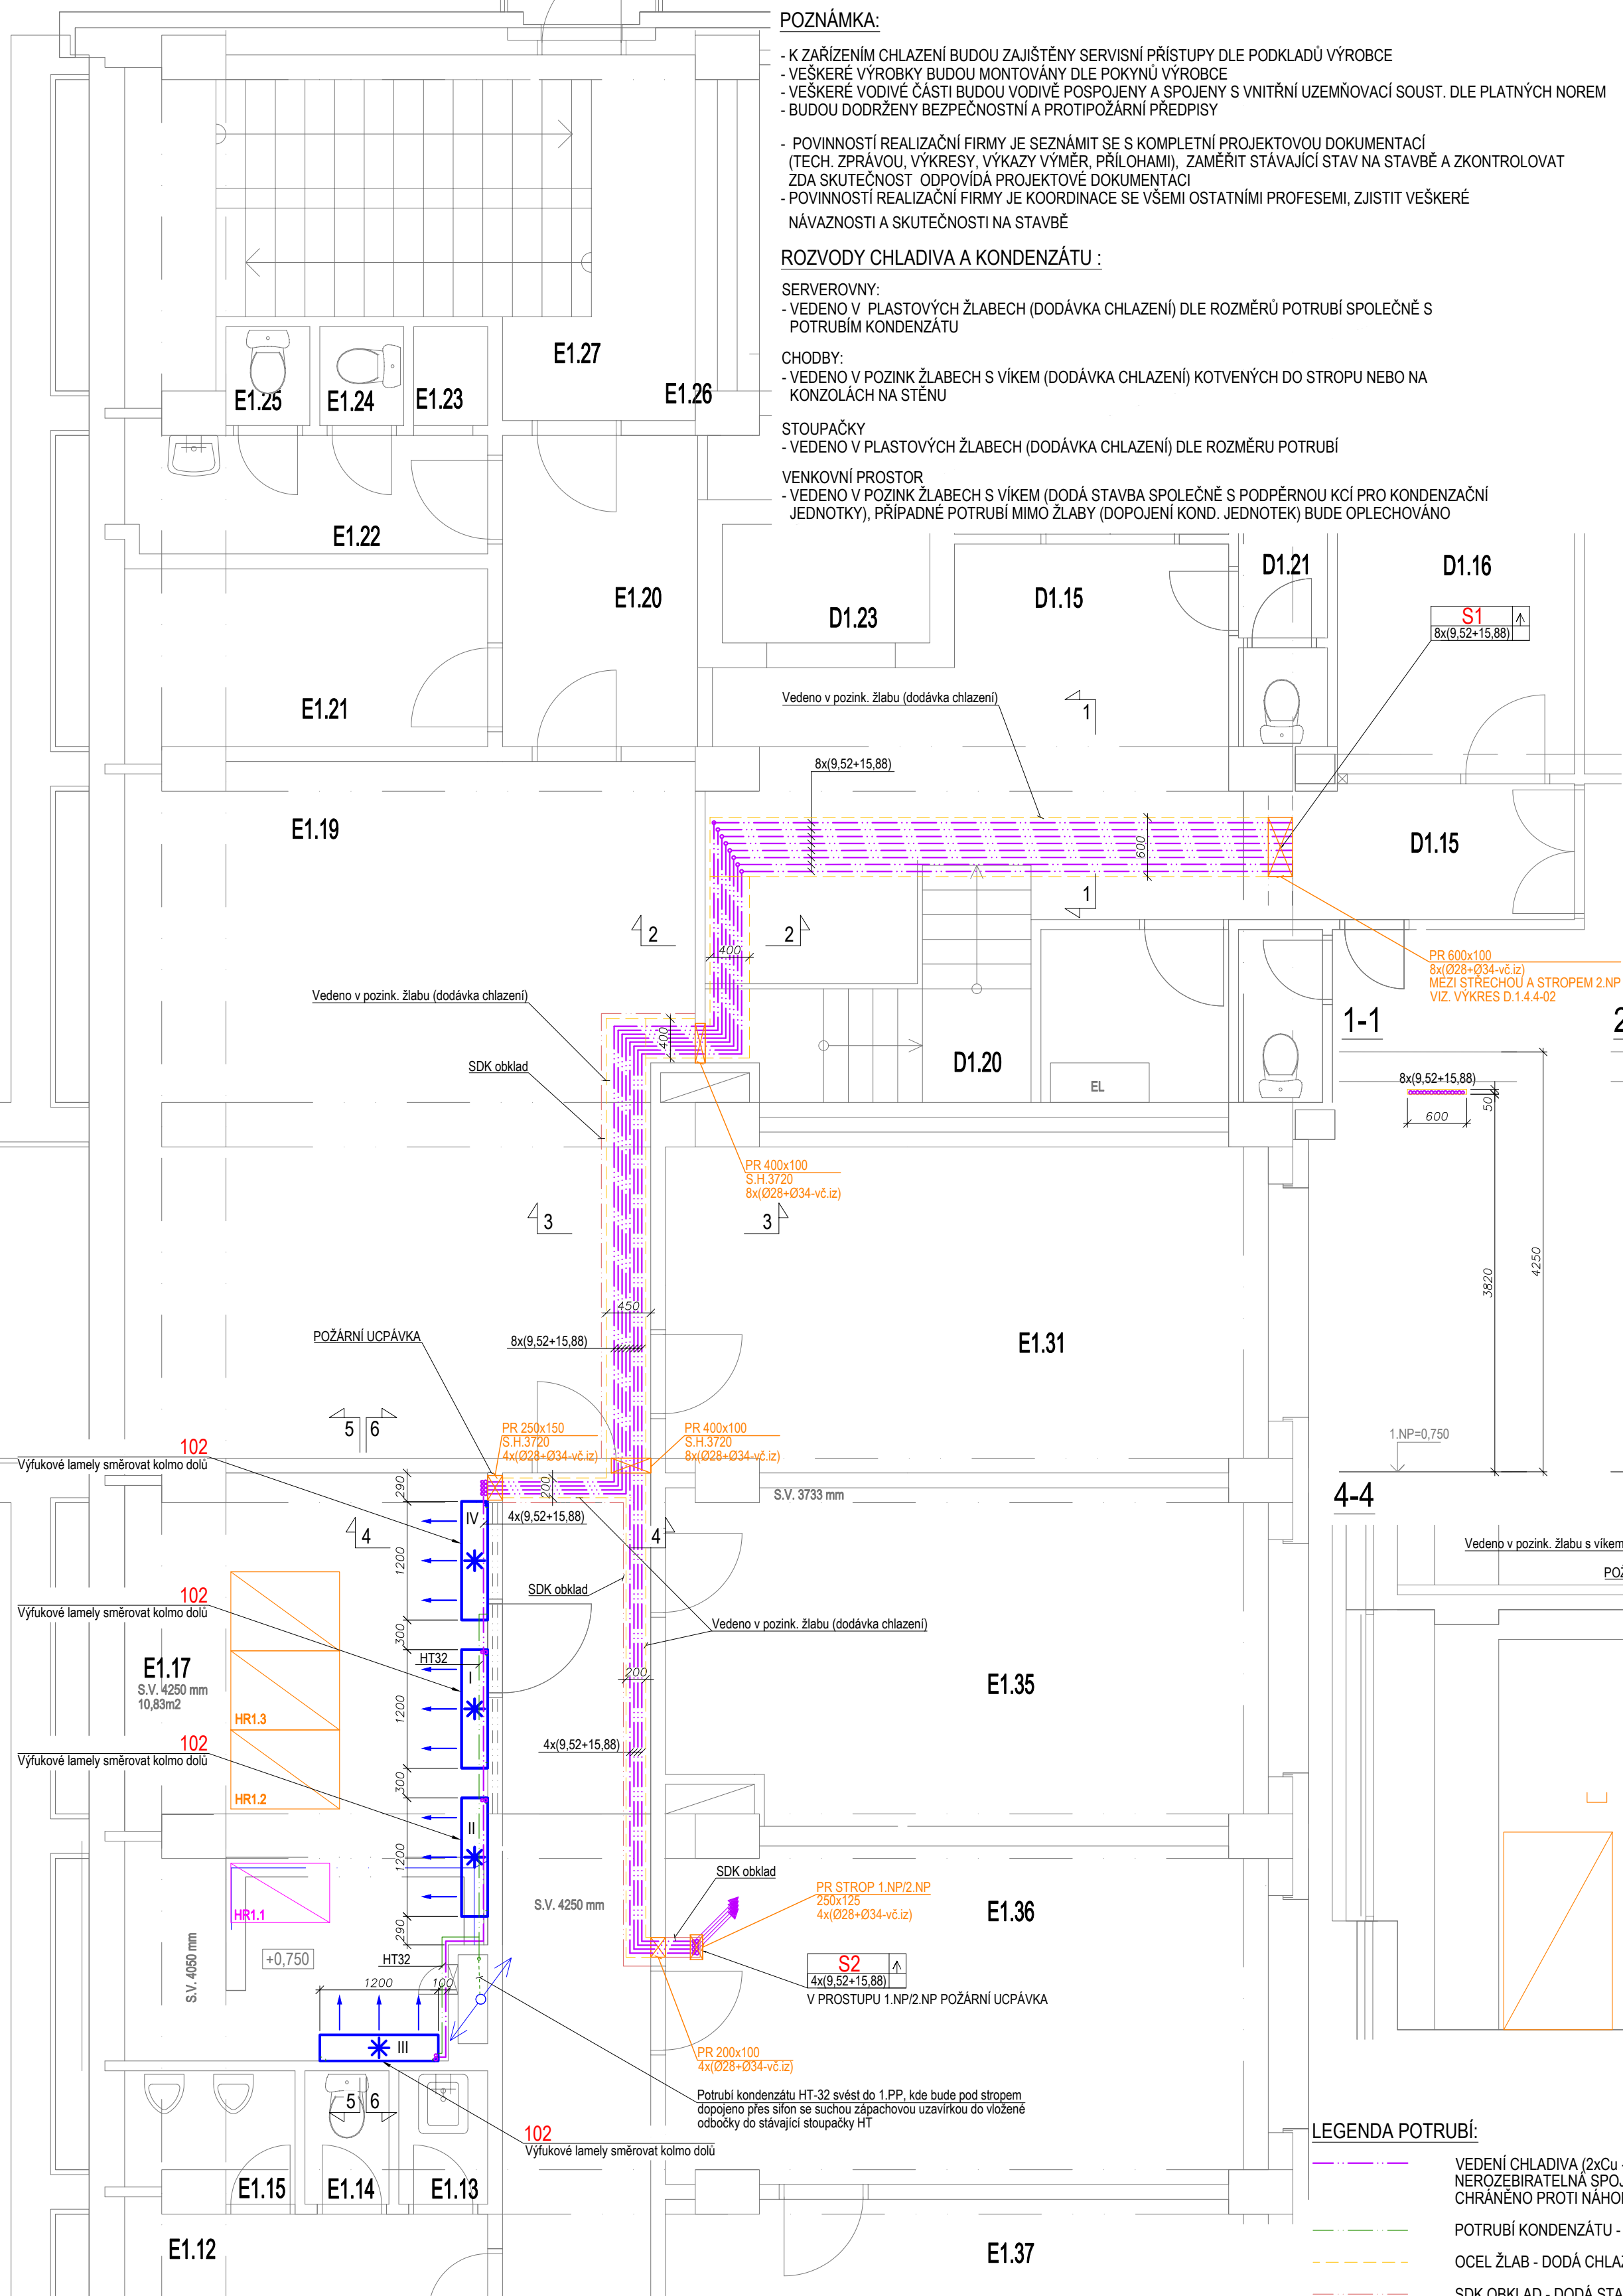 POZNÁMKA:
- K ZAŘÍZENÍM CHLAZENÍ BUDOU ZAJIŠTĚNY SERVISNÍ PŘÍSTUPY DLE PODKLADŮ VÝROBCE
- VEŠKERÉ VÝROBKY BUDOU MONTOVÁNY DLE POKYNŮ VÝROBCE
- VEŠKERÉ VODIVÉ ČÁSTI BUDOU VODIVĚ POSPOJENY A SPOJENY S VNITŘNÍ UZEMŇOVACÍ SOUST. DLE PLATNÝCH NOREM
- BUDOU DODRŽENY BEZPEČNOSTNÍ A PROTIPOŽÁRNÍ PŘEDPISY
- POVINNOSTÍ REALIZAČNÍ FIRMY JE SEZNÁMIT SE S KOMPLETNÍ PROJEKTOVOU DOKUMENTACÍ
(TECH. ZPRÁVOU, VÝKRESY, VÝKAZY VÝMĚR, PŘÍLOHAMI), ZAMĚŘIT STÁVAJÍCÍ STAV NA STAVBĚ A ZKONTROLOVAT
ZDA SKUTEČNOST ODPOVÍDÁ PROJEKTOVÉ DOKUMENTACI
- POVINNOSTÍ REALIZAČNÍ FIRMY JE KOORDINACE SE VŠEMI OSTATNÍMI PROFESEMI, ZJISTIT VEŠKERÉ
NÁVAZNOSTI A SKUTEČNOSTI NA STAVBĚ
ROZVODY CHLADIVA A KONDENZÁTU :
SERVEROVNY:
- VEDENO V PLASTOVÝCH ŽLABECH (DODÁVKA CHLAZENÍ) DLE ROZMĚRŮ POTRUBÍ SPOLEČNĚ S
POTRUBÍM KONDENZÁTU
CHODBY:
- VEDENO V POZINK ŽLABECH S VÍKEM (DODÁVKA CHLAZENÍ) KOTVENÝCH DO STROPU NEBO NA
KONZOLÁCH NA STĚNU
STOUPAČKY
- VEDENO V PLASTOVÝCH ŽLABECH (DODÁVKA CHLAZENÍ) DLE ROZMĚRU POTRUBÍ
VENKOVNÍ PROSTOR
- VEDENO V POZINK ŽLABECH S VÍKEM (DODÁ STAVBA SPOLEČNĚ S PODPĚRNOU KCÍ PRO KONDENZAČNÍ
JEDNOTKY), PŘÍPADNÉ POTRUBÍ MIMO ŽLABY (DOPOJENÍ KOND. JEDNOTEK) BUDE OPLECHOVÁNO
E1.27
E1.26
E1.25
E1.24
E1.23
E1.22
E1.20
E1.21
D1.23
D1.15
D1.21
D1.16
S1
8x(9,52+15,88)
Vedeno v pozink. žlabu (dodávka chlazení)
1
8x(9,52+15,88)
E1.19
600
D1.15
1
2
2
400
PR 600x100
8x(Ø28+Ø34-vč.iz)
MEZI STŘECHOU A STROPEM 2.NP
VIZ. VÝKRES D.1.4.4-02
Vedeno v pozink. žlabu (dodávka chlazení)
1-1
2
400
SDK obklad
D1.20
EL
8x(9,52+15,88)
50
600
PR 400x100
S.H.3720
8x(Ø28+Ø34-vč.iz)
3
3
3820
4250
450
POŽÁRNÍ UCPÁVKA
8x(9,52+15,88)
E1.31
5
6
PR 250x150
S.H.3720
4x(Ø28+Ø34-vč.iz)
PR 400x100
S.H.3720
8x(Ø28+Ø34-vč.iz)
1.NP=0,750
102
Výfukové lamely směrovat kolmo dolů
290
200
S.V. 3733 mm
4-4
IV
4x(9,52+15,88)
4
4
Vedeno v pozink. žlabu s víkem
POŽ
1200
SDK obklad
102
Výfukové lamely směrovat kolmo dolů
300
Vedeno v pozink. žlabu (dodávka chlazení)
HT32
E1.17
S.V. 4250 mm
10,83m2
I
200
E1.35
1200
HR1.3
102
Výfukové lamely směrovat kolmo dolů
4x(9,52+15,88)
300
HR1.2
II
1200
SDK obklad
PR STROP 1.NP/2.NP
250x125
4x(Ø28+Ø34-vč.iz)
HR1.1
S.V. 4250 mm
E1.36
290
S.V. 4050 mm
+0,750
HT32
S2
4x(9,52+15,88)
V PROSTUPU 1.NP/2.NP POŽÁRNÍ UCPÁVKA
1200
100
III
PR 200x100
4x(Ø28+Ø34-vč.iz)
5
6
Potrubí kondenzátu HT-32 svést do 1.PP, kde bude pod stropem
dopojeno přes sifon se suchou zápachovou uzavírkou do vložené
odbočky do stávající stoupačky HT
102
Výfukové lamely směrovat kolmo dolů
E1.15
E1.14
E1.13
E1.12
E1.37
LEGENDA POTRUBÍ:
VEDENÍ CHLADIVA (2xCu
NEROZEBIRATELNÁ SPOJ
CHRÁNĚNO PROTI NÁHO
POTRUBÍ KONDENZÁTU -
OCEL ŽLAB - DODÁ CHLA
SDK OBKLAD - DODÁ STA